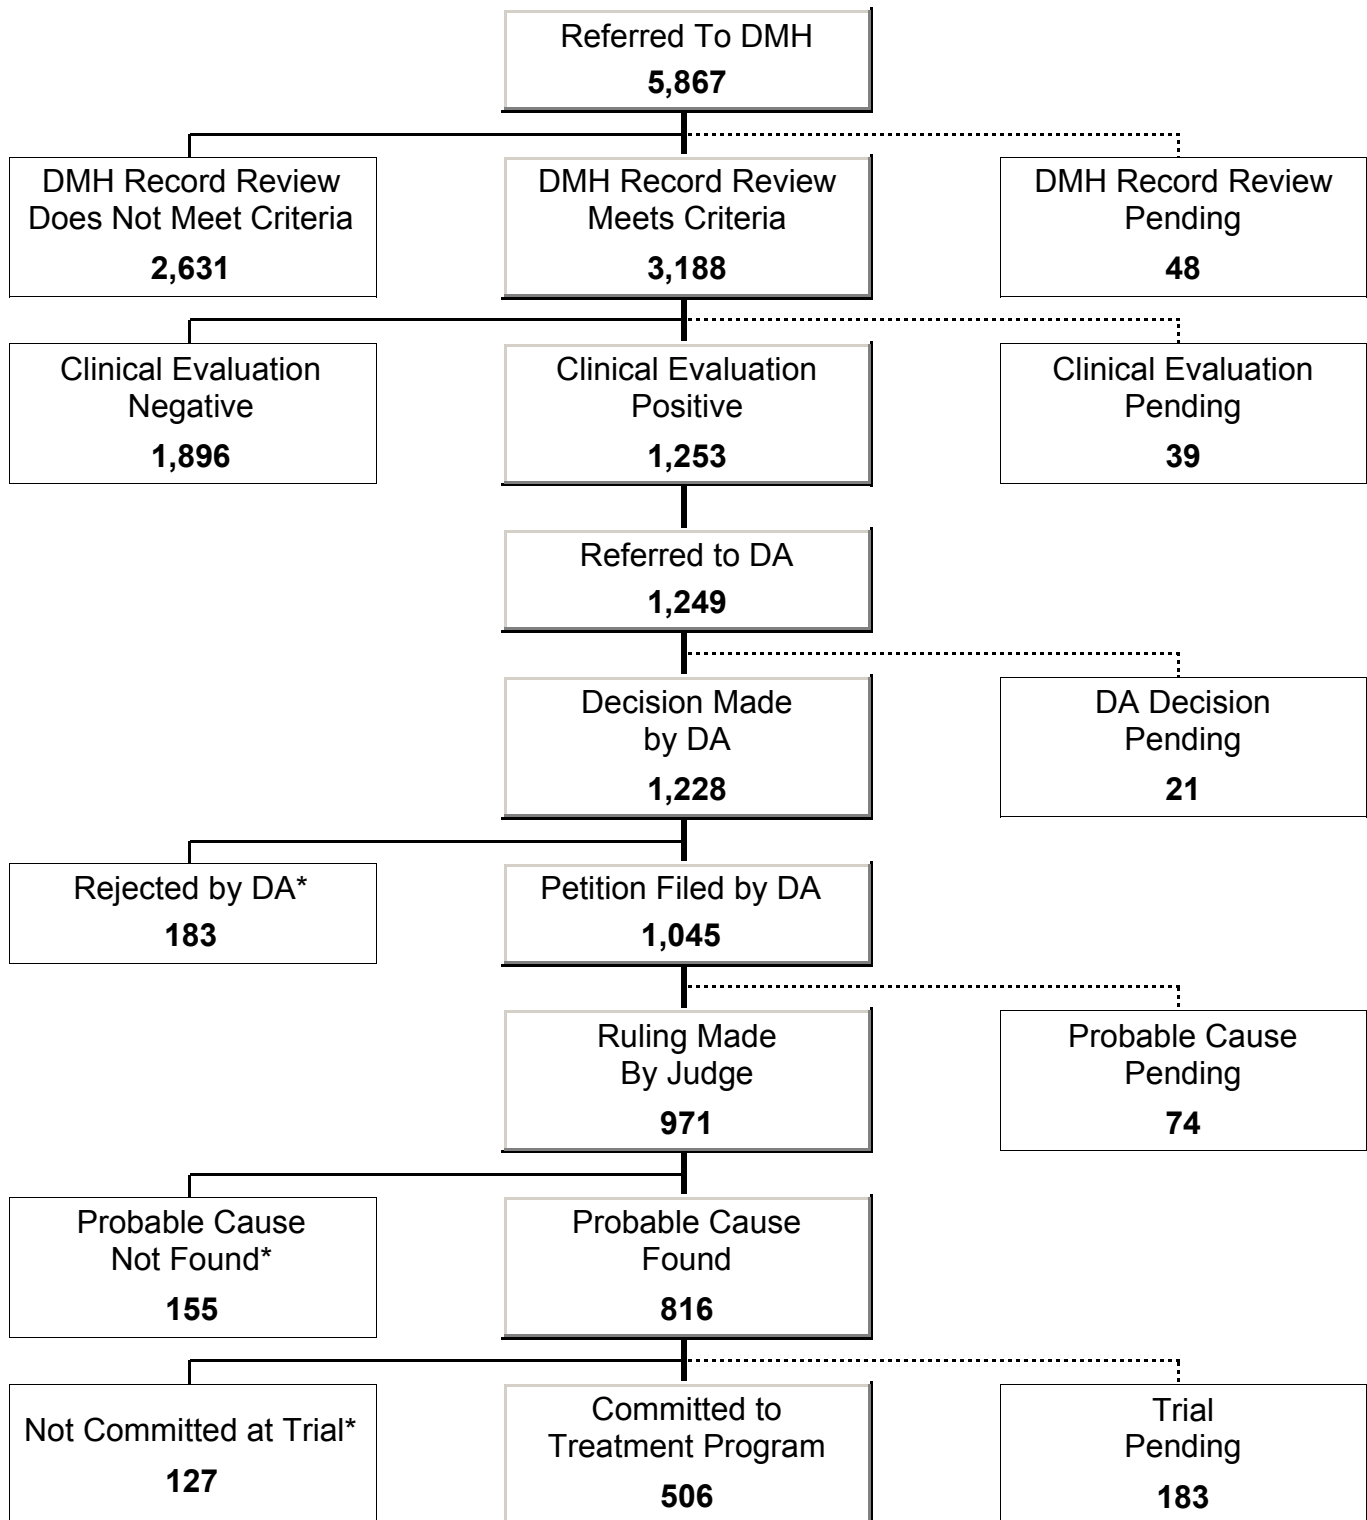 Referred To DMH
5,867
DMH Record Review
Does Not Meet Criteria
2,631
DMH Record Review
Meets Criteria
3,188
DMH Record Review
Pending
48
Clinical Evaluation
Negative
1,896
Clinical Evaluation
Positive
1,253
Clinical Evaluation
Pending
39
Referred to DA
1,249
Decision Made
by DA
1,228
DA Decision
Pending
21
Rejected by DA*
183
Petition Filed by DA
1,045
Ruling Made
By Judge
971
Probable Cause
Pending
74
Probable Cause
Not Found*
155
Probable Cause
Found
816
Not Committed at Trial*
127
Committed to
Treatment Program
506
Trial
Pending
183